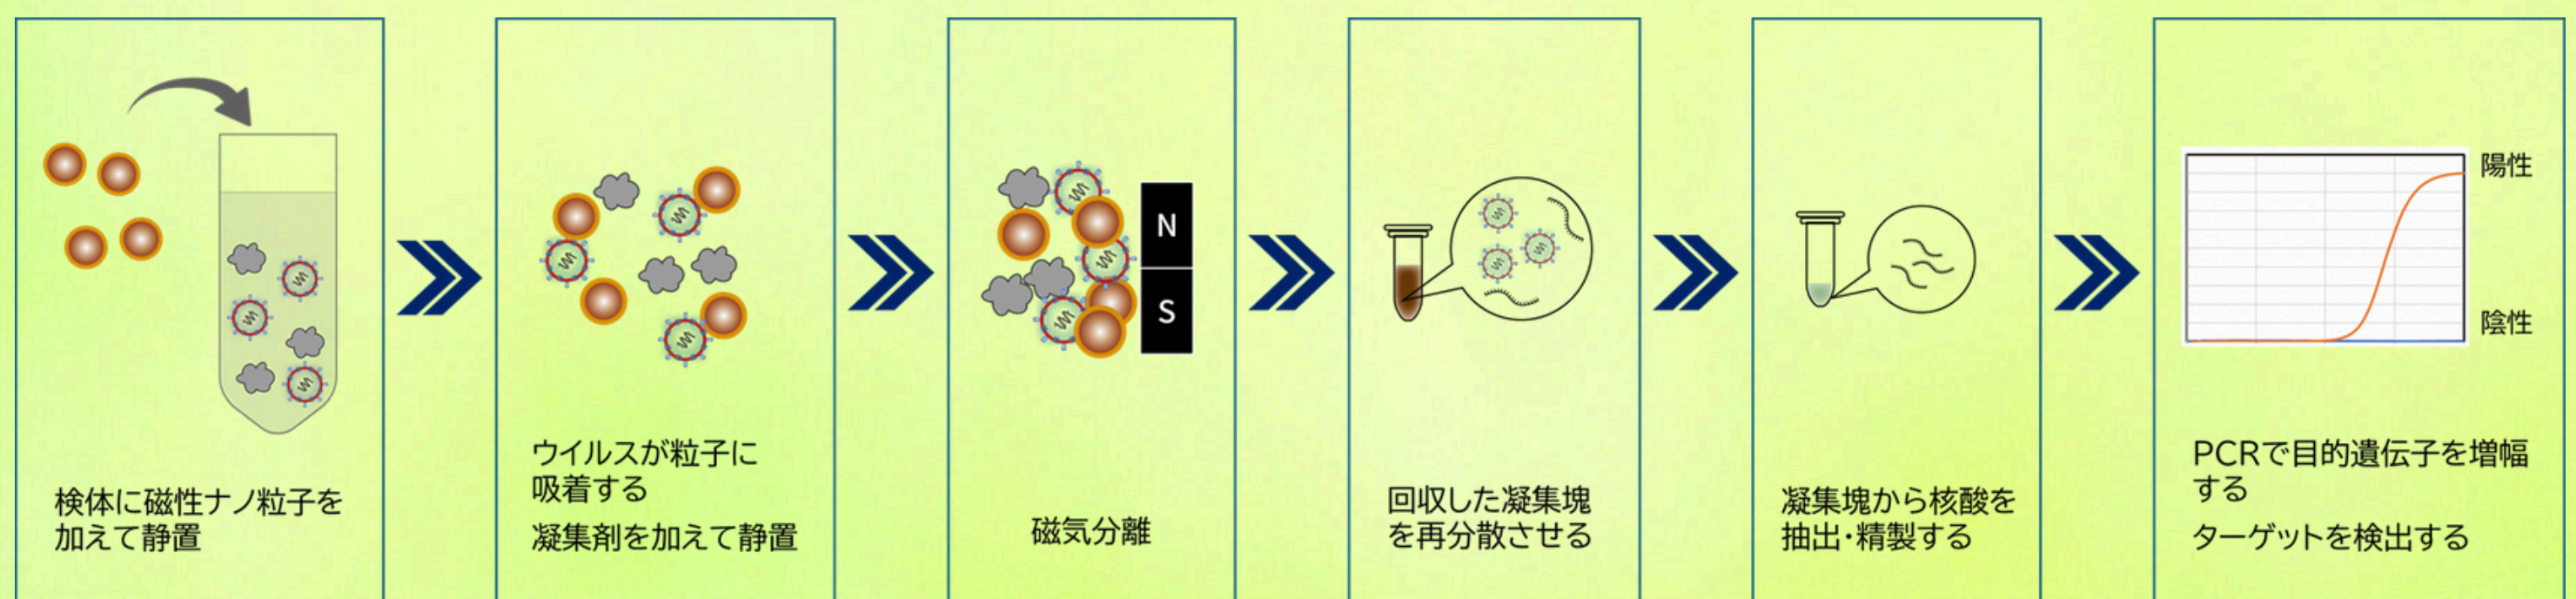 検体に磁性ナノ粒子を
加えて静置
ウイルスが粒子に
吸着する
凝集剤を加えて静置
N
S
磁気分離
回収した凝集塊
を再分散させる
凝集塊から核酸を
抽出・精製する
陽性
陰性
PCRで目的遺伝子を増幅
する
ターゲットを検出する